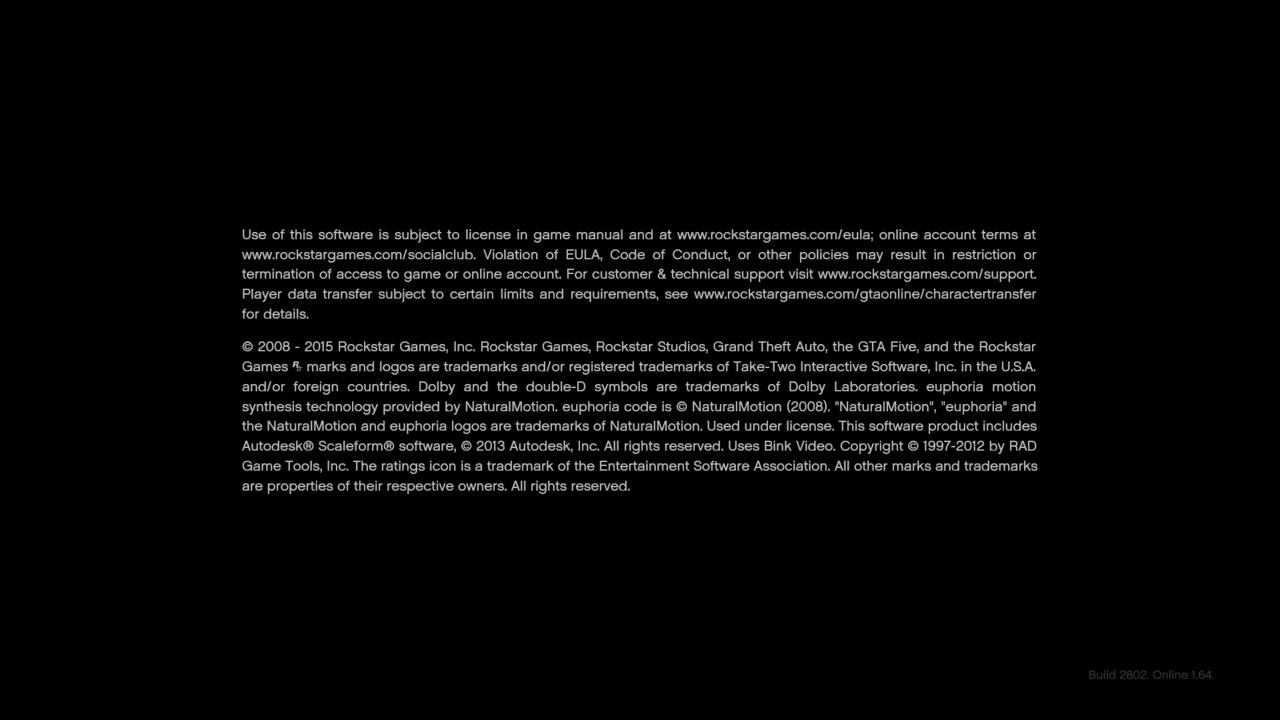 Use of this software is subject to license in game manual and at www.rockstargames.com/eula; online account terms at
www.rockstargames.com/socialclub. Violation of EULA, Code of Conduct, or other policies may result in restriction or
termination of access to game or online account. For customer & technical support visit www.rockstargames.com/support.
Player data transfer subject to certain limits and requirements, see www.rockstargames.com/gtaonline/charactertransfer
for details.
© 2008 - 2015 Rockstar Games, Inc. Rockstar Games, Rockstar Studios, Grand Theft Auto, the GTA Five, and the Rockstar
Games R* marks and logos are trademarks and/or registered trademarks of Take-Two Interactive Software, Inc. in the U.S.A.
and/or foreign countries. Dolby and the double-D symbols are trademarks of Dolby Laboratories. euphoria motion
synthesis technology provided by NaturalMotion. euphoria code is © NaturalMotion (2008). "NaturalMotion", "euphoria" and
the NaturalMotion and euphoria logos are trademarks of NaturalMotion. Used under license. This software product includes
Autodesk® Scaleform® software, © 2013 Autodesk, Inc. All rights reserved. Uses Bink Video. Copyright © 1997-2012 by RAD
Game Tools, Inc. The ratings icon is a trademark of the Entertainment Software Association. All other marks and trademarks
are properties of their respective owners. All rights reserved.
Build 2802. Online 1.64.